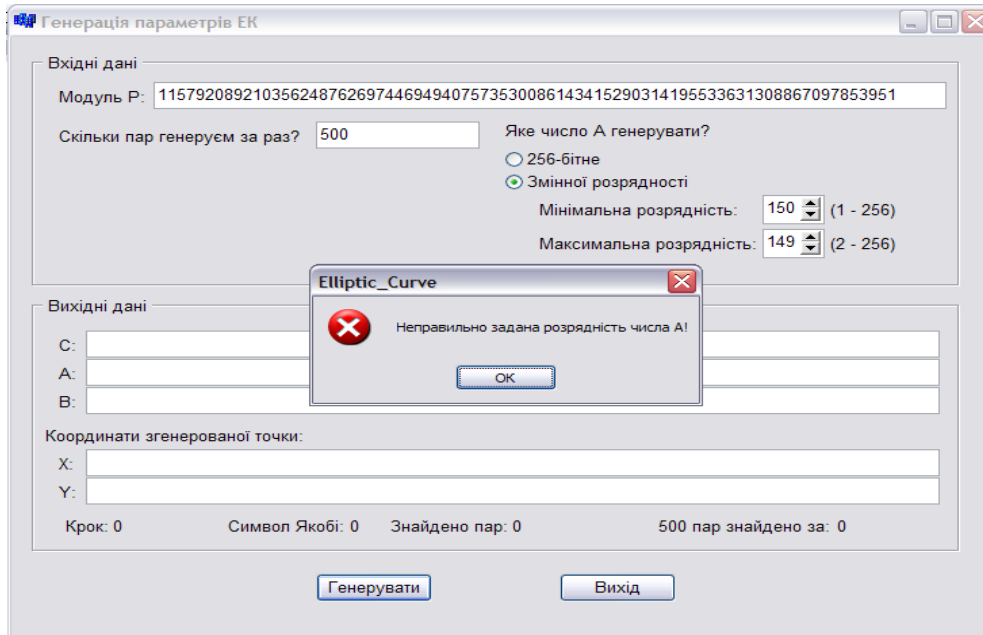 Генерація параметрів ЕК
Вхідні дані
Модуль P: 115792089210356248762697446949407573530086143415290314195533631308867097853951
Скільки пар генеруєм за раз? 500
Яке число А генерувати?
256-бітне
Змінної розрядності
Мінімальна розрядність: 150 (1 - 256)
Максимальна розрядність: 149 (2 - 256)
Elliptic_Curve
Неправильно задана розрядність числа А!
ОК
Вихідні дані
C:
A:
B:
Координати згенерованої точки:
X:
Y:
Крок: 0 Символ Якобі: 0 Знайдено пар: 0 500 пар знайдено за: 0
Генерувати Вихід